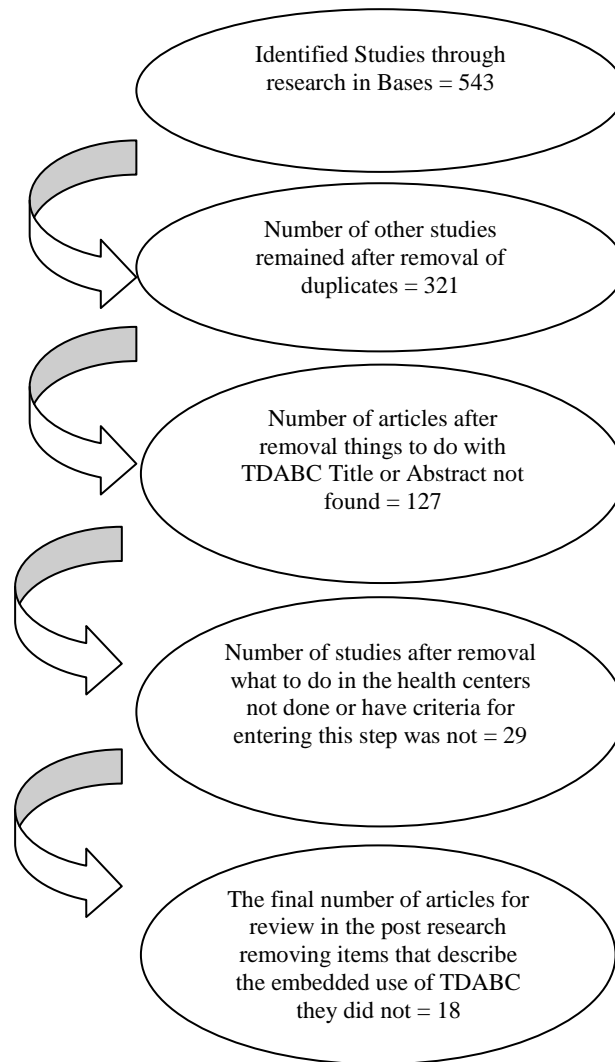 Identified Studies through
research in Bases = 543
Number of other studies
remained after removal of
duplicates = 321
Number of articles after
removal things to do with
TDABC Title or Abstract not
found = 127
Number of studies after removal
what to do in the health centers
not done or have criteria for
entering this step was not = 29
The final number of articles for
review in the post research
removing items that describe
the embedded use of TDABC
they did not = 18